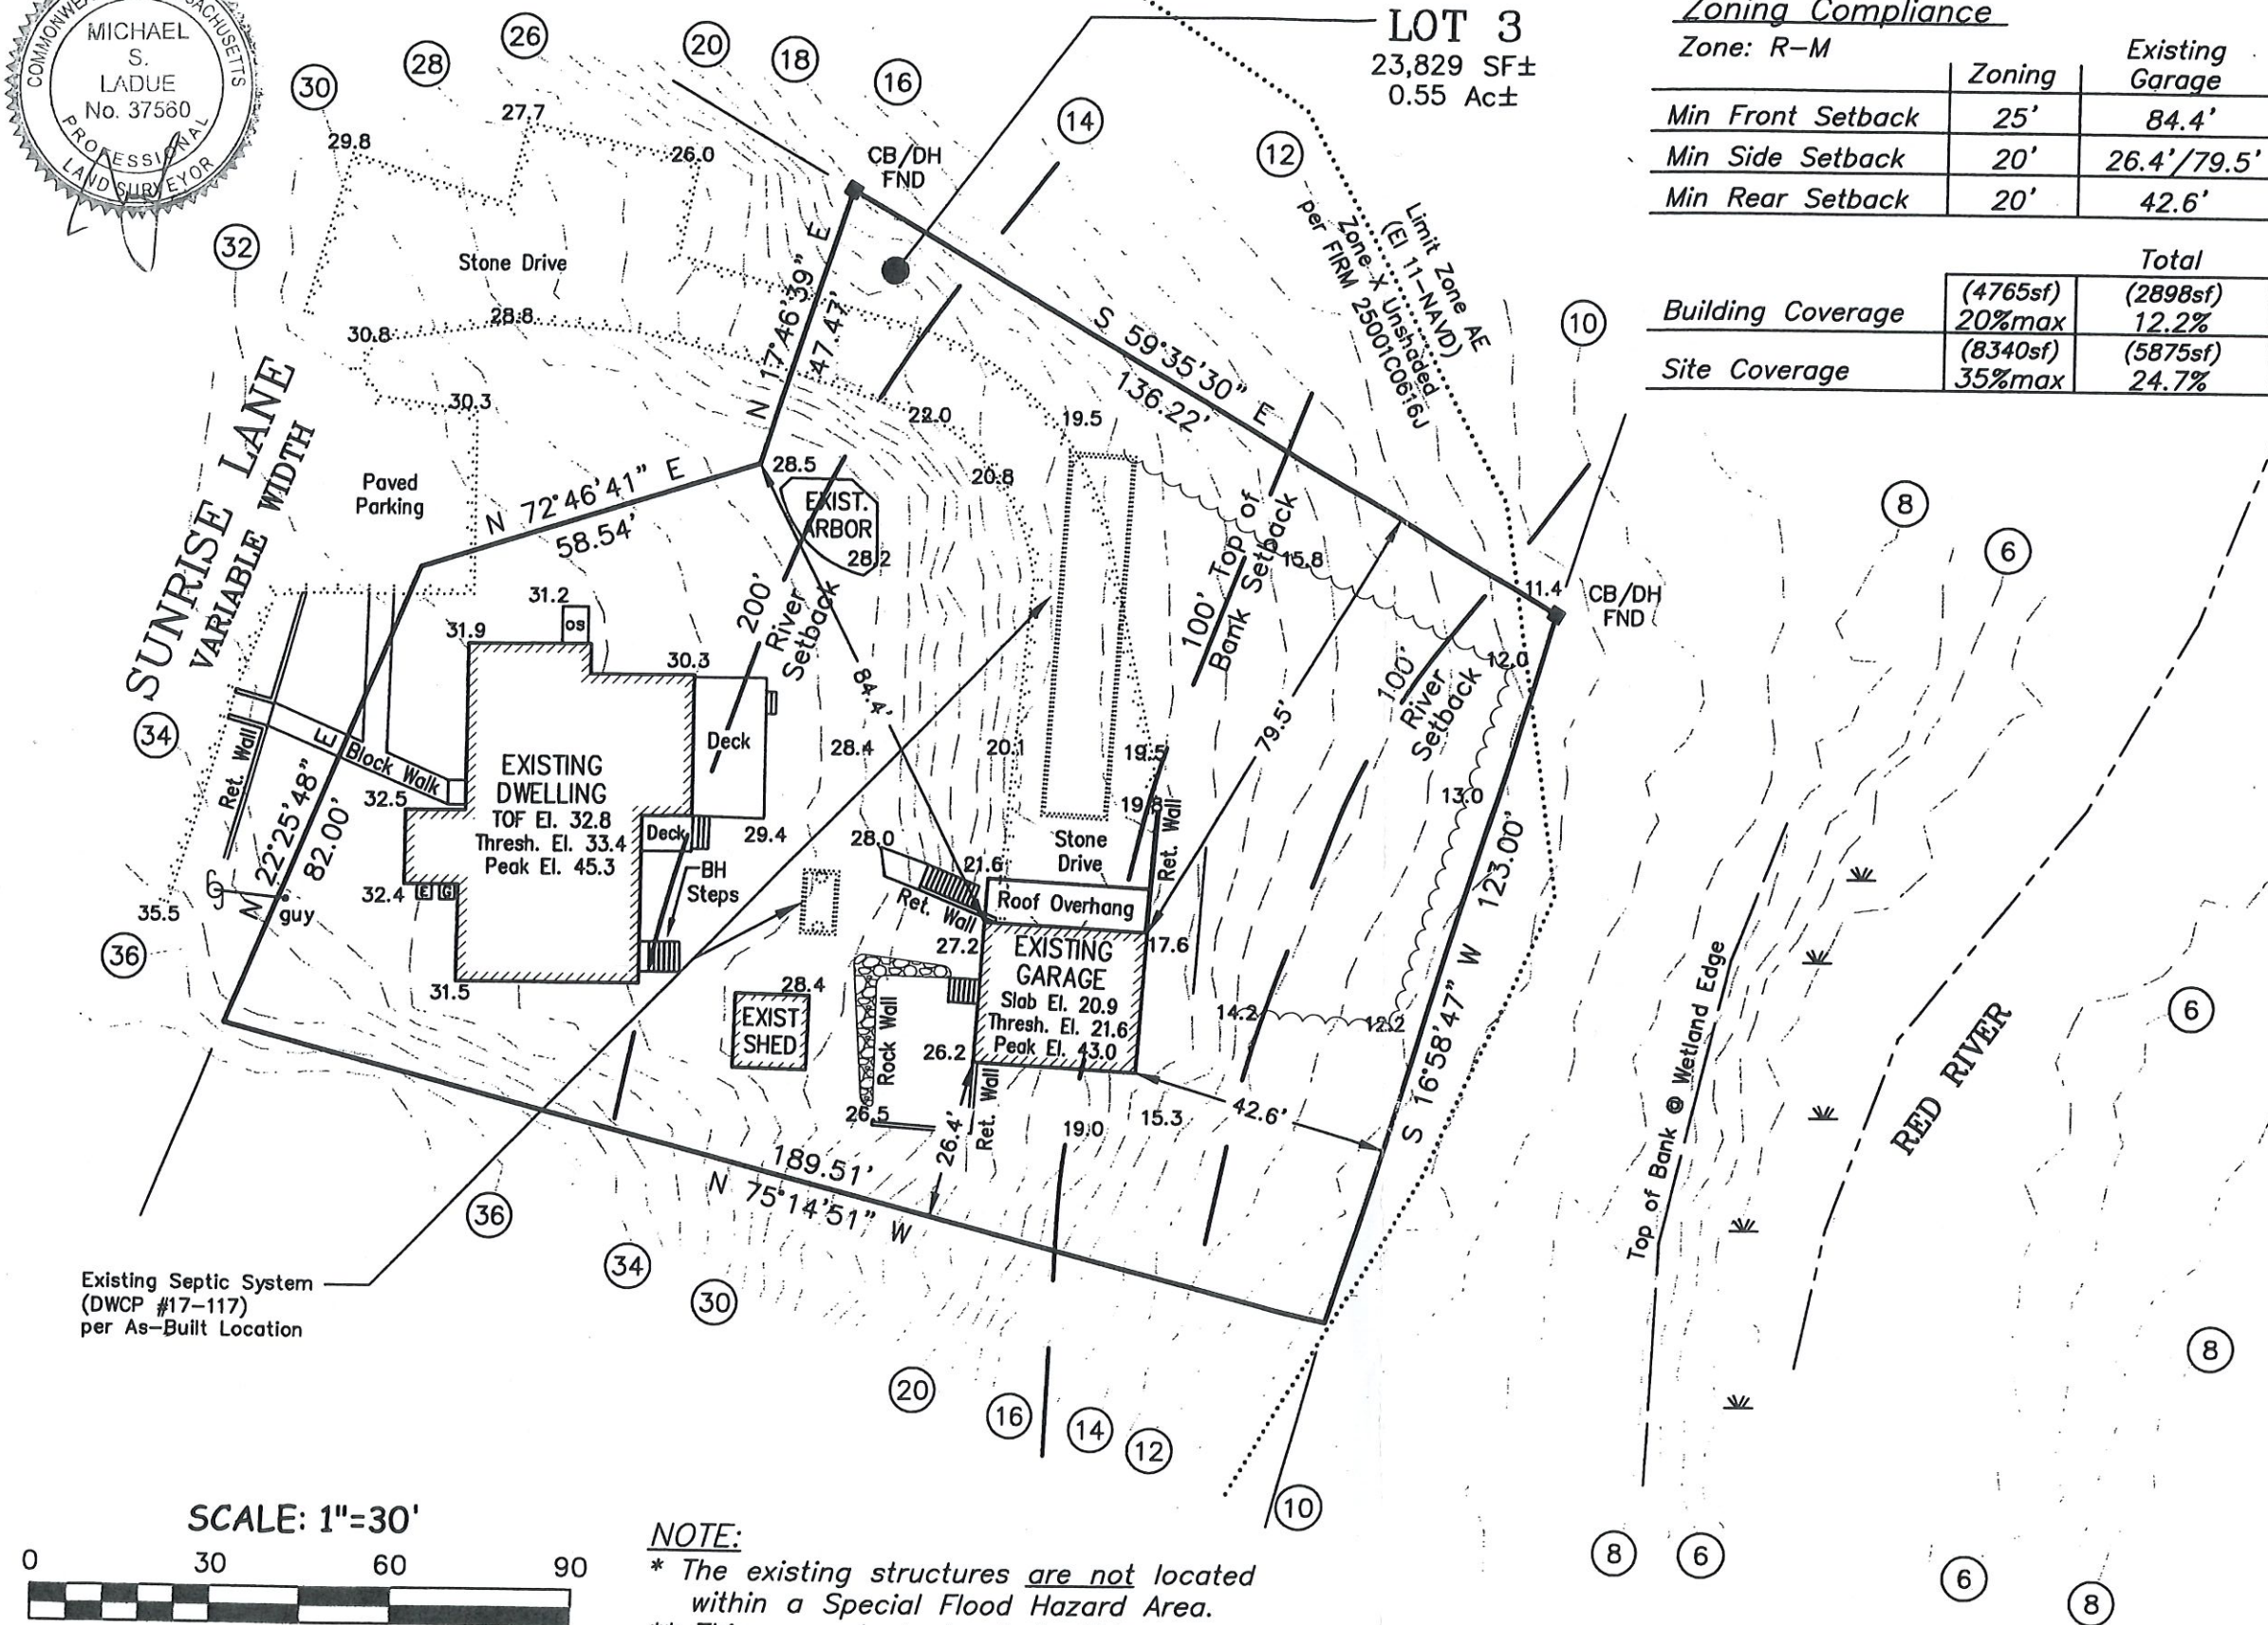 COMMONWEALTH MASSACHUSETTS
MICHAEL
S.
LADUE
No. 37560
PROFESSIONAL
LAND SURVEYOR
LOT 3
23,829 SF±
0.55 Ac±
Zoning Compliance
Zone: R-M
Zoning
Existing
Garage
Min Front Setback 25' 84.4'
Min Side Setback 20' 26.4'/79.5'
Min Rear Setback 20' 42.6'
Total
Building Coverage (4765sf) 20%max (2898sf) 12.2%
Site Coverage (8340sf) 35%max (5875sf) 24.7%
30
28
26
20
18
16
14
12
10
8
6
32
29.8
27.7
26.0
CB/DH
FND
Stone Drive
30.8
28.8
30.3
Paved
Parking
SUNRISE LANE
VARIABLE WIDTH
N 17°46'39" E
47.47'
S 59°35'30" E
136.22'
Limit Zone AE
(El 11-NAVD)
Zone X Unshaded
per FIRM 25001C0616J
N 72°46'41" E
58.54'
28.5
EXIST.
ARBOR
28.2
22.0
20.8
19.5
15.8
11.4
CB/DH
FND
12.0
13.0
100' Top of
Bank Setback
100'
River
Setback
200'
River
Setback
84.4'
79.5'
31.2
OS
31.9
30.3
34
Ret. Wall
Block Walk
32.5
EXISTING
DWELLING
TOF El. 32.8
Thresh. El. 33.4
Peak El. 45.3
Deck
Deck
28.4
29.4
BH
Steps
20.1
19.5
19.8
Ret. Wall
Stone
Drive
28.0
21.6
Ret. Wall
Roof Overhang
N 22°25'48" E
82.00'
32.4
E
G
guy
35.5
36
31.5
27.2
EXISTING
GARAGE
Slab El. 20.9
Thresh. El. 21.6
Peak El. 43.0
17.6
28.4
EXIST
SHED
Rock Wall
26.2
26.5
26.4'
Ret. Wall
19.0
15.3
42.6'
14.2
12.2
S 16°58'47" W 123.00'
189.51'
N 75°14'51" W
Top of Bank @ Wetland Edge
RED RIVER
6
8
36
34
30
20
16
14
12
10
8
6
6
8
Existing Septic System
(DWCP #17-117)
per As-Built Location
SCALE: 1"=30'
0 30 60 90
NOTE:
* The existing structures are not located
within a Special Flood Hazard Area.